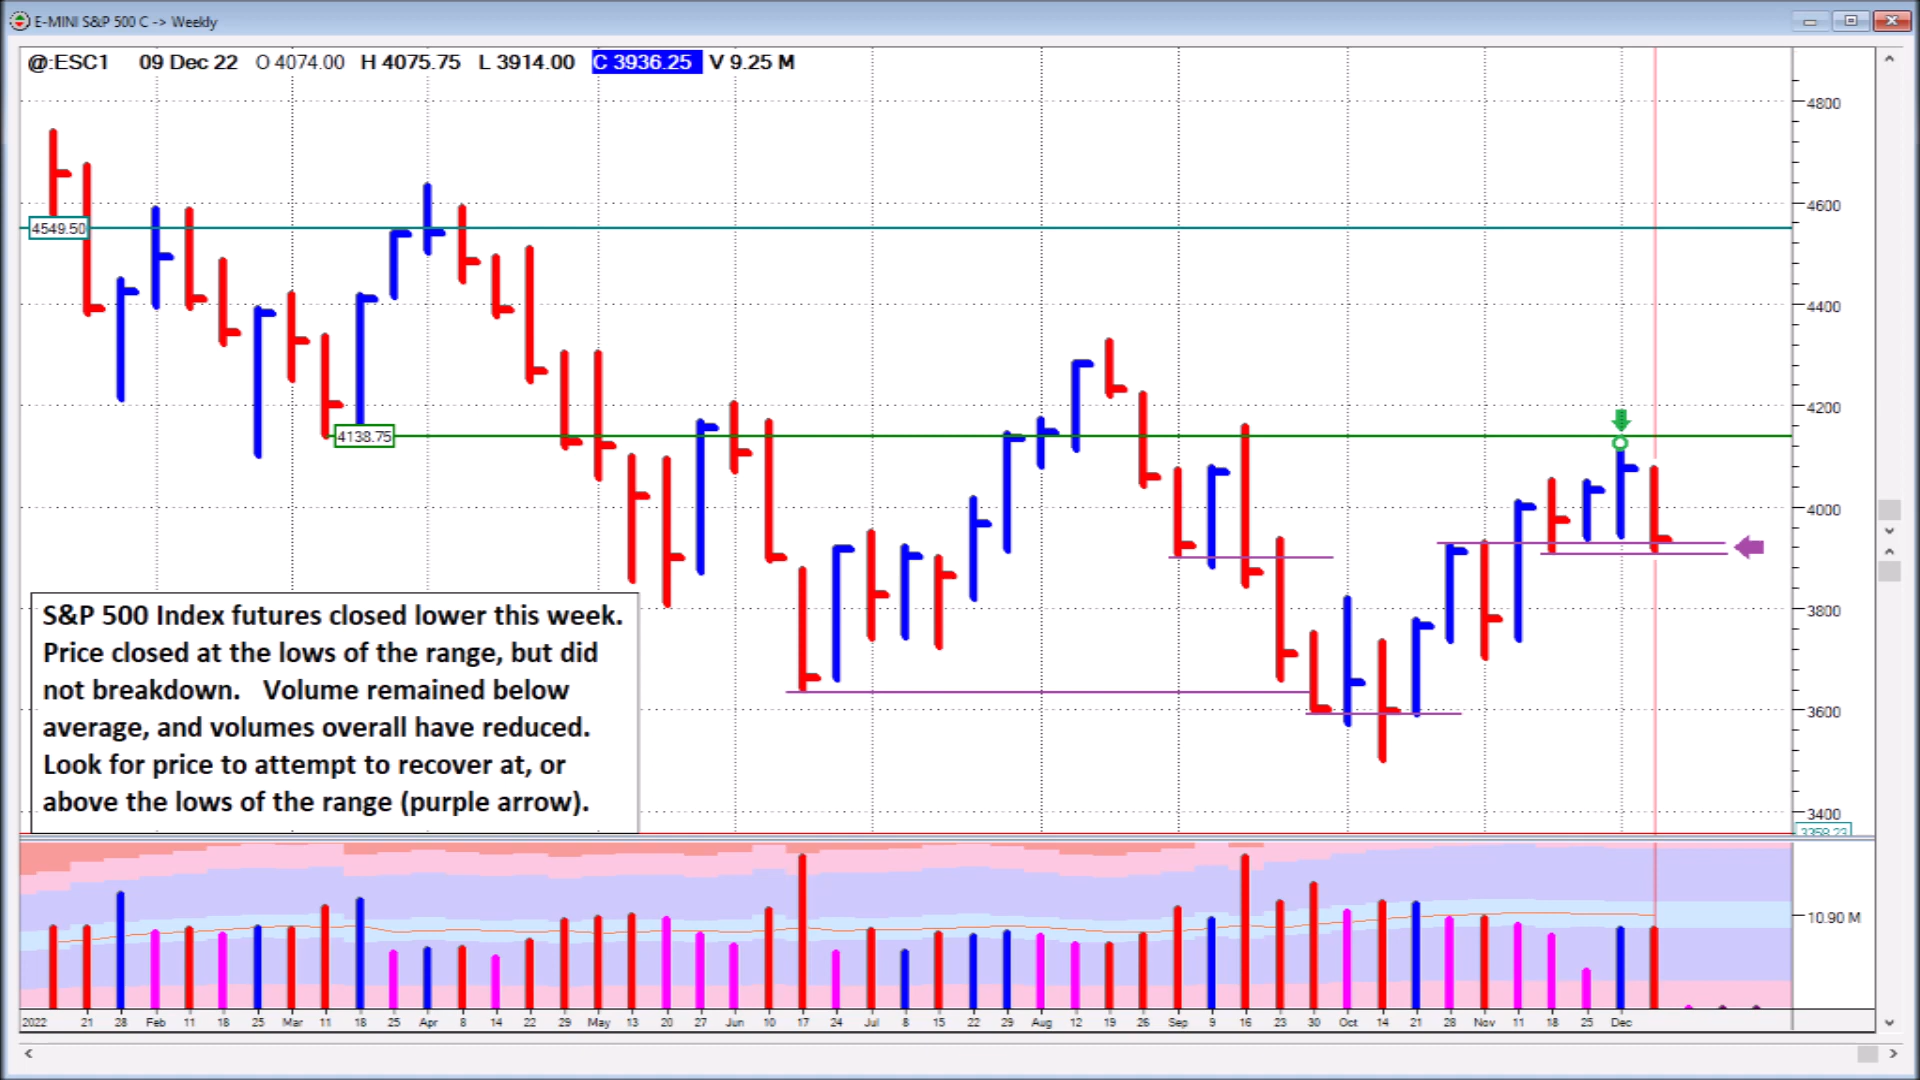 E-MINI S&P 500 C -> Weekly
@:ESC1 09 Dec 22 O 4074.00 H 4075.75 L 3914.00 C 3936.25 V 9.25 M
4800
4600
4549.50
4400
4200
4138.75
4000
3800
3600
3400
3358.23
S&P 500 Index futures closed lower this week.
Price closed at the lows of the range, but did
not breakdown. Volume remained below
average, and volumes overall have reduced.
Look for price to attempt to recover at, or
above the lows of the range (purple arrow).
10.90 M
2022 21 28 Feb 11 18 25 Mar 11 18 25 Apr 8 14 22 29 May 13 20 27 Jun 10 17 24 Jul 8 15 22 29 Aug 12 19 26 Sep 9 16 23 30 Oct 14 21 28 Nov 11 18 25 Dec